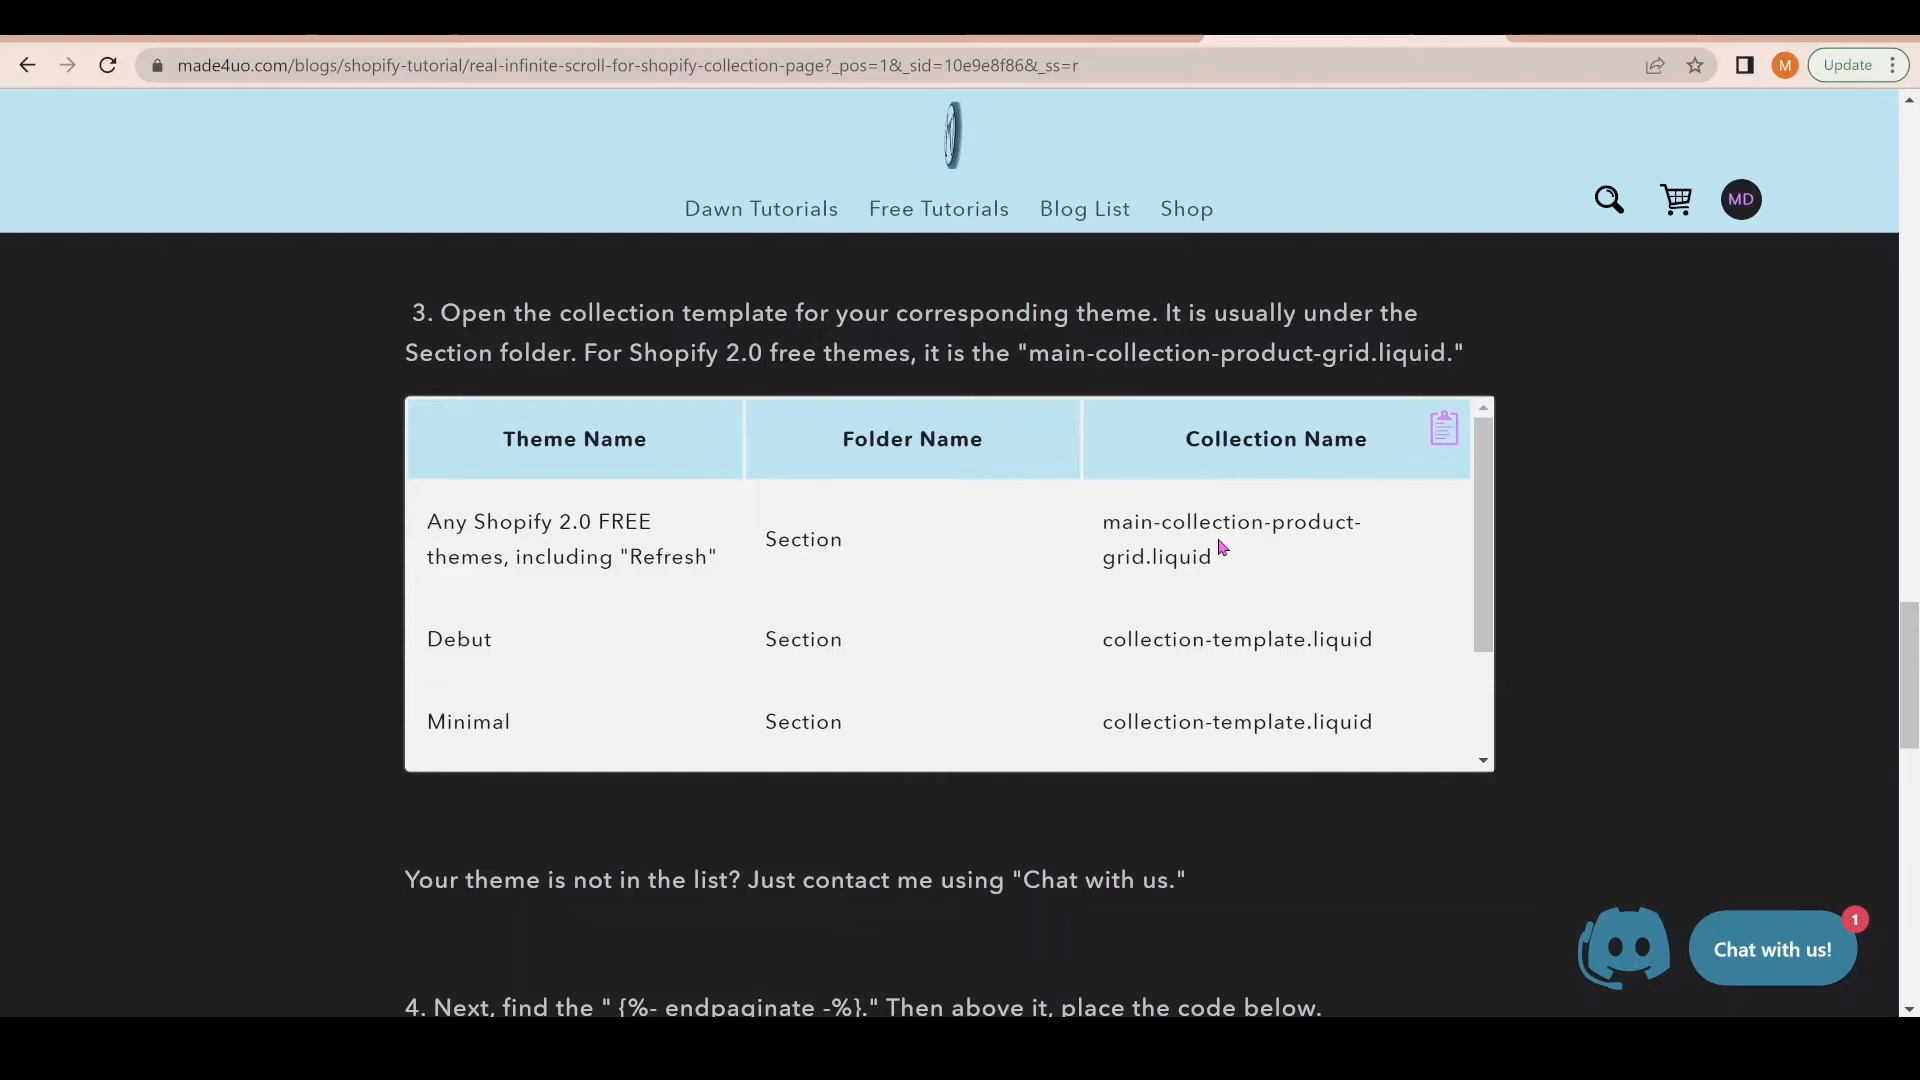 made4uo.com/blogs/shopify-tutorial/real-infinite-scroll-for-shopify-collection-page?_pos=1&_sid=10e9e8f86&_ss=r
M
Update
Dawn Tutorials
Free Tutorials
Blog List
Shop
MD
3. Open the collection template for your corresponding theme. It is usually under the
Section folder. For Shopify 2.0 free themes, it is the "main-collection-product-grid.liquid."
Theme Name
Folder Name
Collection Name
Any Shopify 2.0 FREE
themes, including "Refresh"
Section
main-collection-product-
grid.liquid
Debut
Section
collection-template.liquid
Minimal
Section
collection-template.liquid
Your theme is not in the list? Just contact me using "Chat with us."
1
Chat with us!
4. Next, find the " {%- endpaginate -%}." Then above it, place the code below.